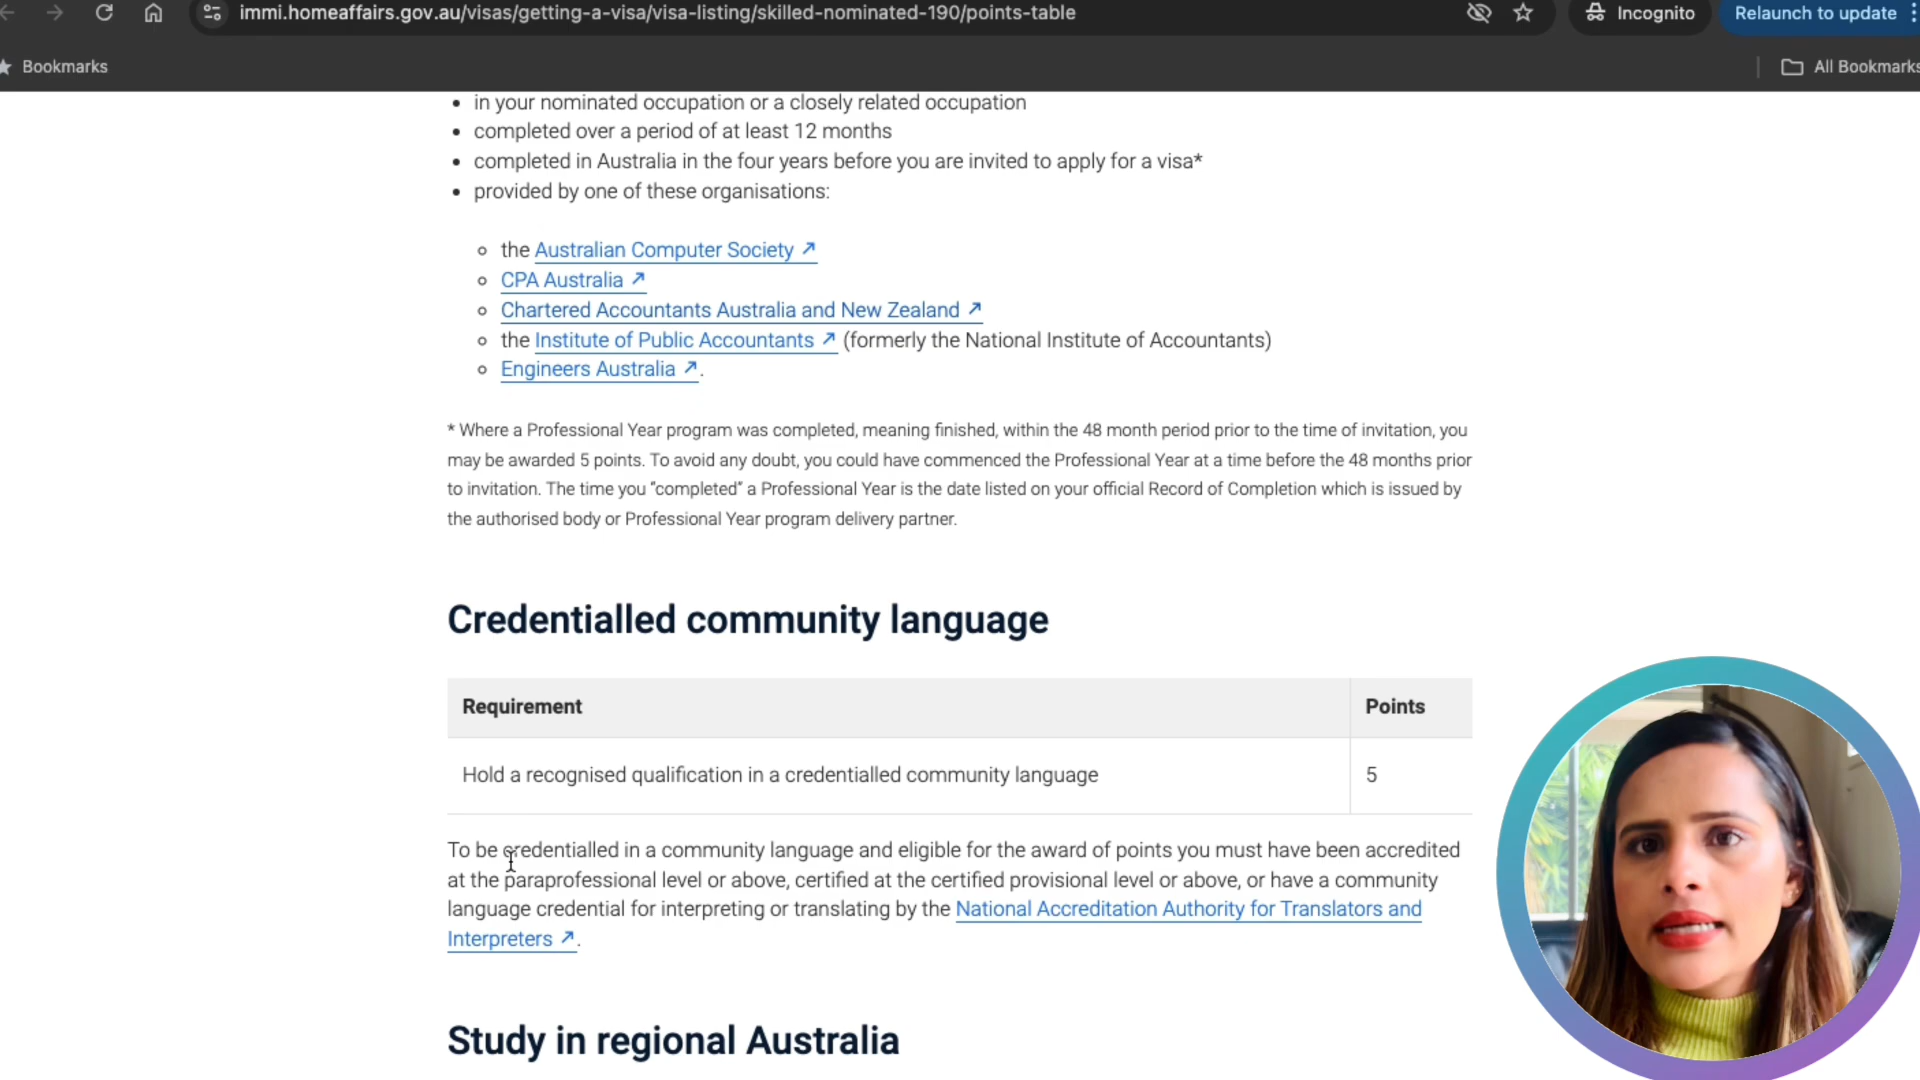 immi.homeaffairs.gov.au/visas/getting-a-visa/visa-listing/skilled-nominated-190/points-table
Incognito
Relaunch to update
Bookmarks
All Bookmarks
in your nominated occupation or a closely related occupation
completed over a period of at least 12 months
completed in Australia in the four years before you are invited to apply for a visa*
provided by one of these organisations:
the Australian Computer Society
CPA Australia
Chartered Accountants Australia and New Zealand
the Institute of Public Accountants (formerly the National Institute of Accountants)
Engineers Australia.
* Where a Professional Year program was completed, meaning finished, within the 48 month period prior to the time of invitation, you
may be awarded 5 points. To avoid any doubt, you could have commenced the Professional Year at a time before the 48 months prior
to invitation. The time you “completed” a Professional Year is the date listed on your official Record of Completion which is issued by
the authorised body or Professional Year program delivery partner.
Credentialled community language
Requirement Points
Hold a recognised qualification in a credentialled community language 5
To be credentialled in a community language and eligible for the award of points you must have been accredited
at the paraprofessional level or above, certified at the certified provisional level or above, or have a community
language credential for interpreting or translating by the National Accreditation Authority for Translators and
Interpreters.
Study in regional Australia